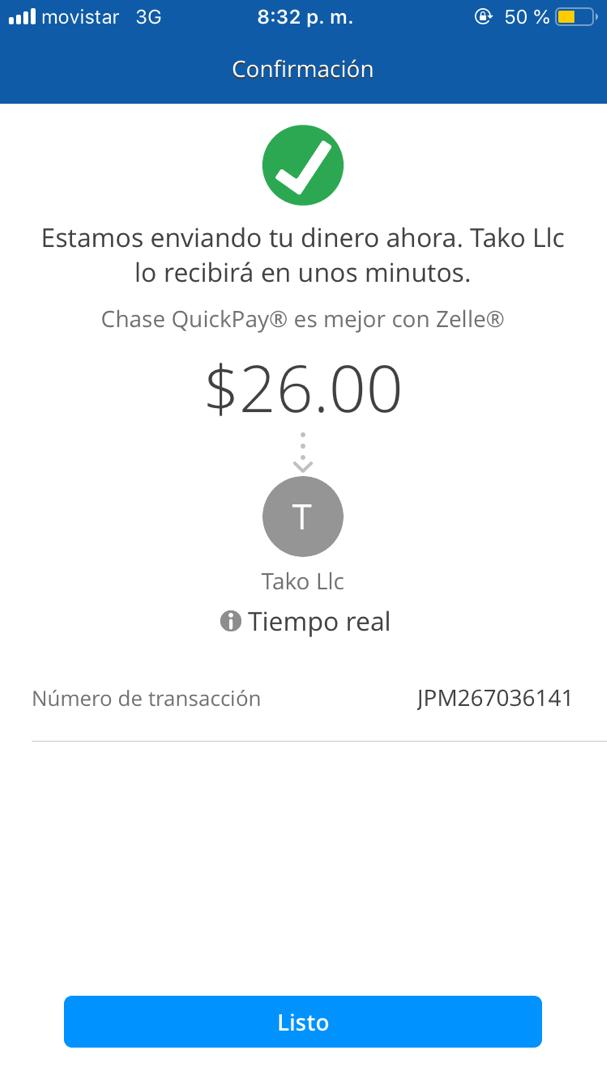 movistar 3G 8:32 p. m. 50 %
Confirmación
Estamos enviando tu dinero ahora. Tako Llc
lo recibirá en unos minutos.
Chase QuickPay® es mejor con Zelle®
$26.00
T
Tako Llc
Tiempo real
Número de transacción JPM267036141
Listo